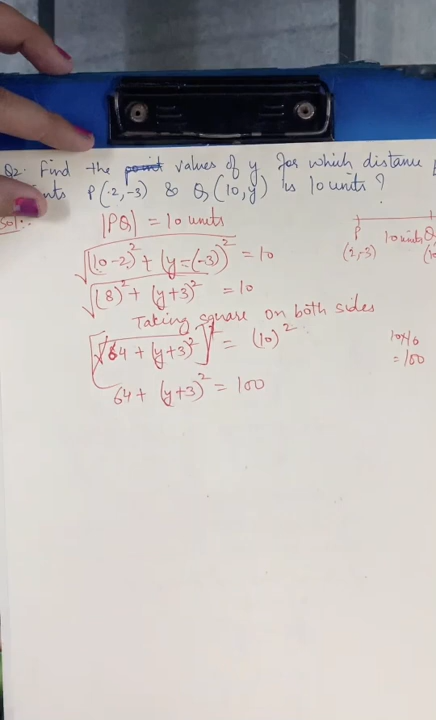 Q2. Find the point values of y for which distance
P(-2,-3) & Q(10,y) is 10 units?
Sol:-
|PQ| = 10 units
√(10-2)² + (y-(-3))² = 10
√(8)² + (y+3)² = 10
Taking square on both sides
[√64 + (y+3)²]² = (10)²
64 + (y+3)² = 100
P 10 units Q
(2,-3) (10
10×10
= 100